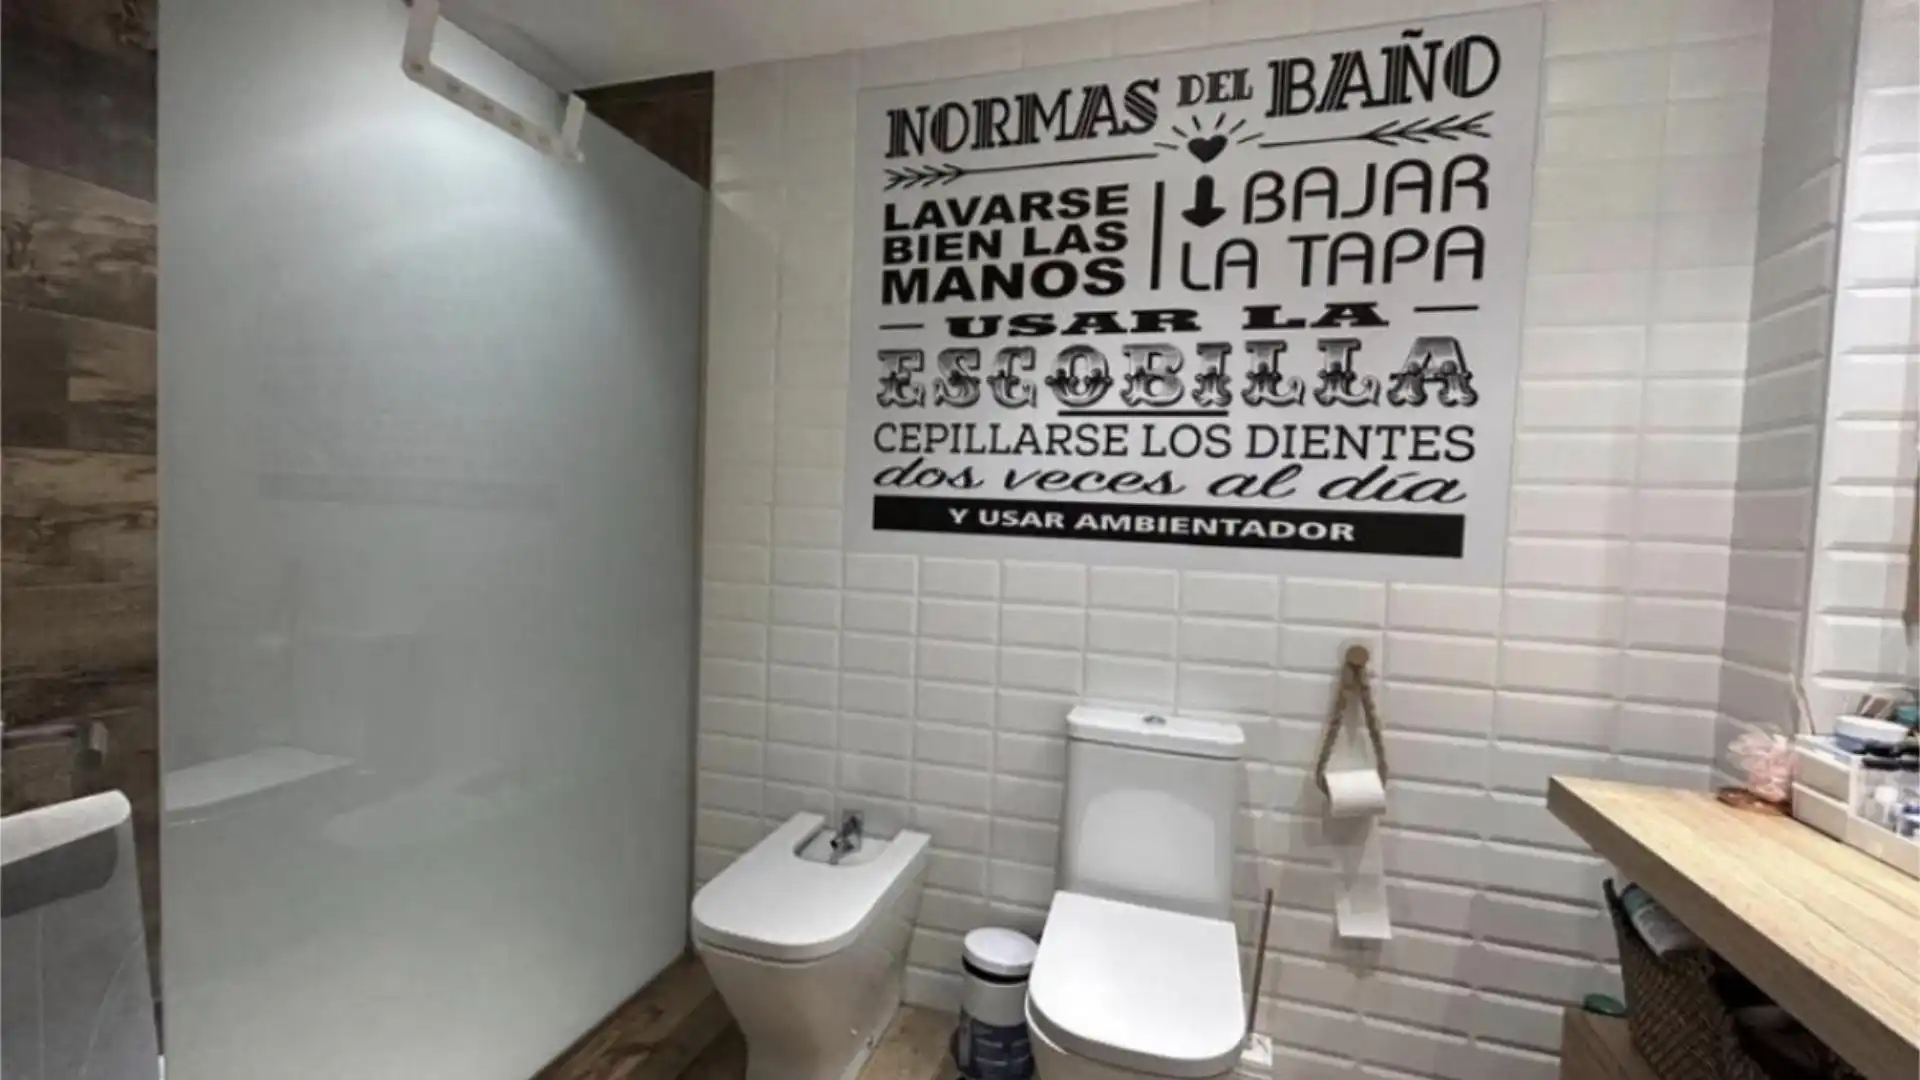 NORMAS DEL BAÑO
LAVARSE
BIEN LAS
MANOS
BAJAR
LA TAPA
USAR LA
ESCOBILLA
CEPILLARSE LOS DIENTES
dos veces al día
Y USAR AMBIENTADOR